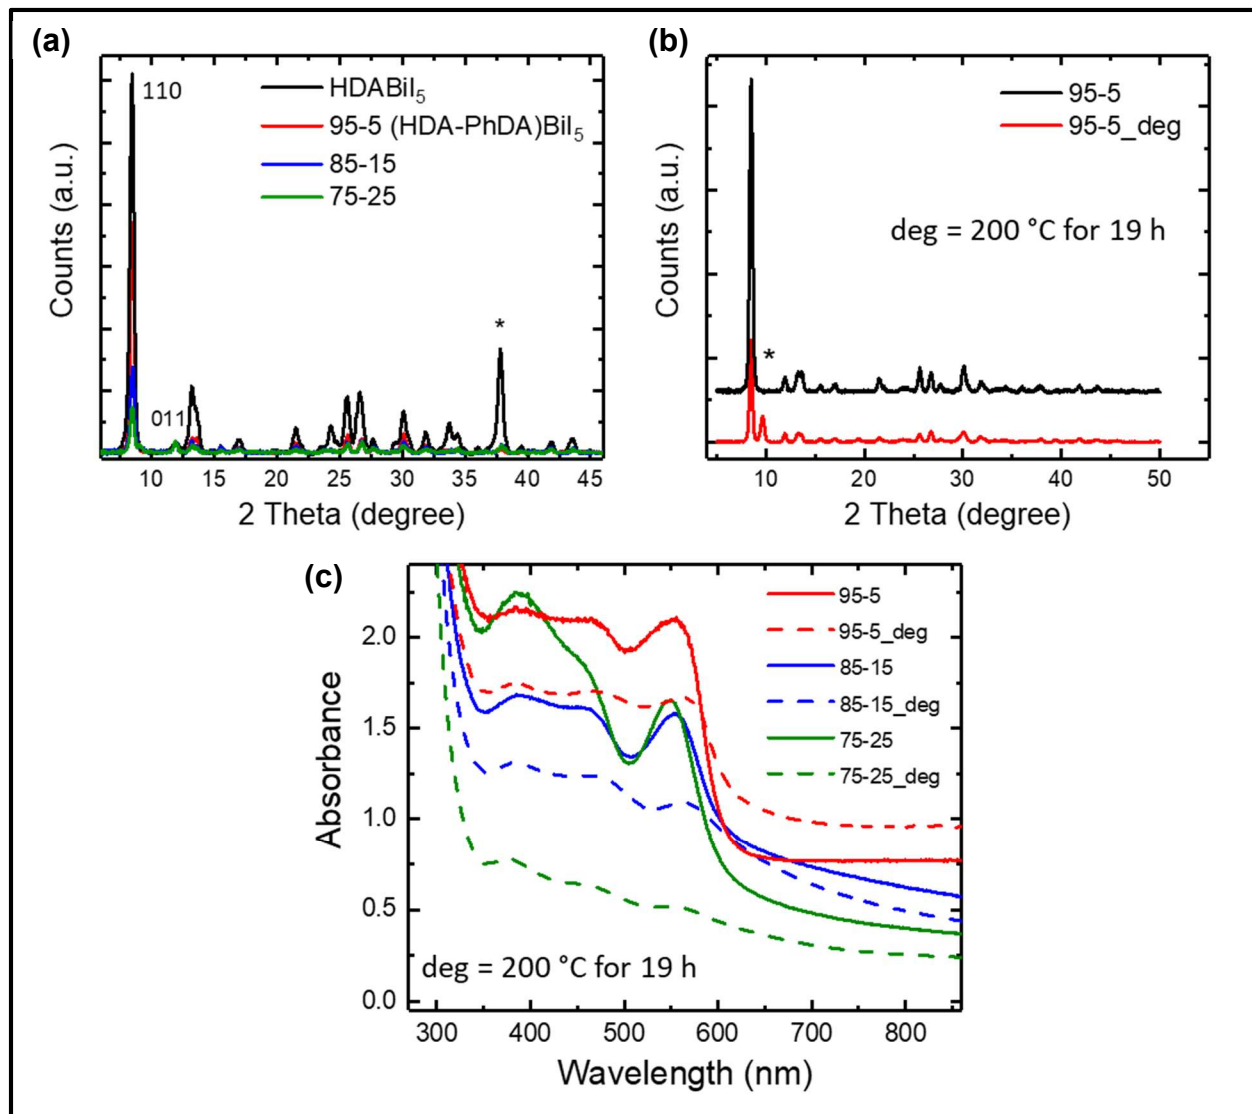 (a)
110
011
*
HDABiI₅
95-5 (HDA-PhDA)BiI₅
85-15
75-25
Counts (a.u.)
10 15 20 25 30 35 40 45
2 Theta (degree)
(b)
95-5
95-5_deg
deg = 200 °C for 19 h
*
Counts (a.u.)
10 20 30 40 50
2 Theta (degree)
(c)
95-5
95-5_deg
85-15
85-15_deg
75-25
75-25_deg
2.0
1.5
1.0
0.5
0.0
Absorbance
deg = 200 °C for 19 h
300 400 500 600 700 800
Wavelength (nm)